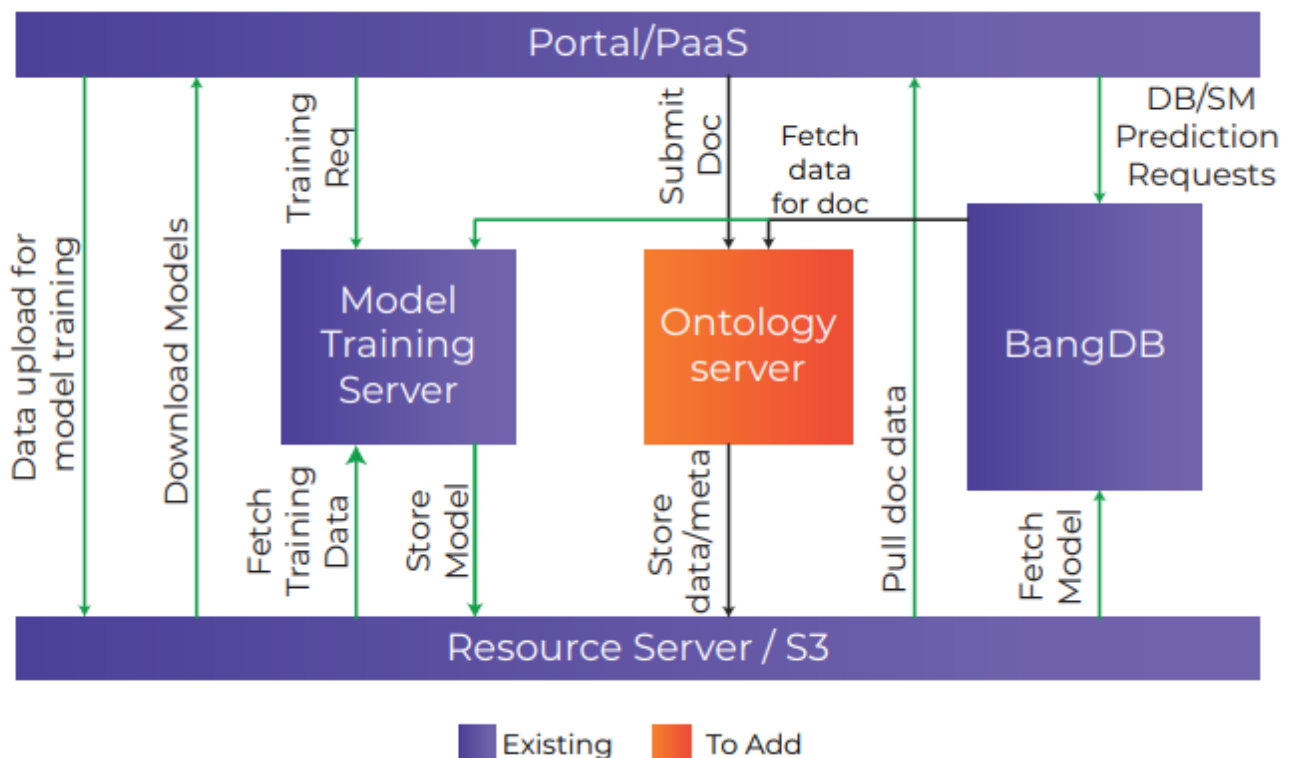 Portal/PaaS
Data upload for
model training
Download Models
Training
Req
Submit
Doc
Fetch
data
for doc
DB/SM
Prediction
Requests
Model
Training
Server
Ontology
server
BangDB
Fetch
Training
Data
Store
Model
Store
data/meta
Pull doc data
Fetch
Model
Resource Server / S3
Existing
To Add